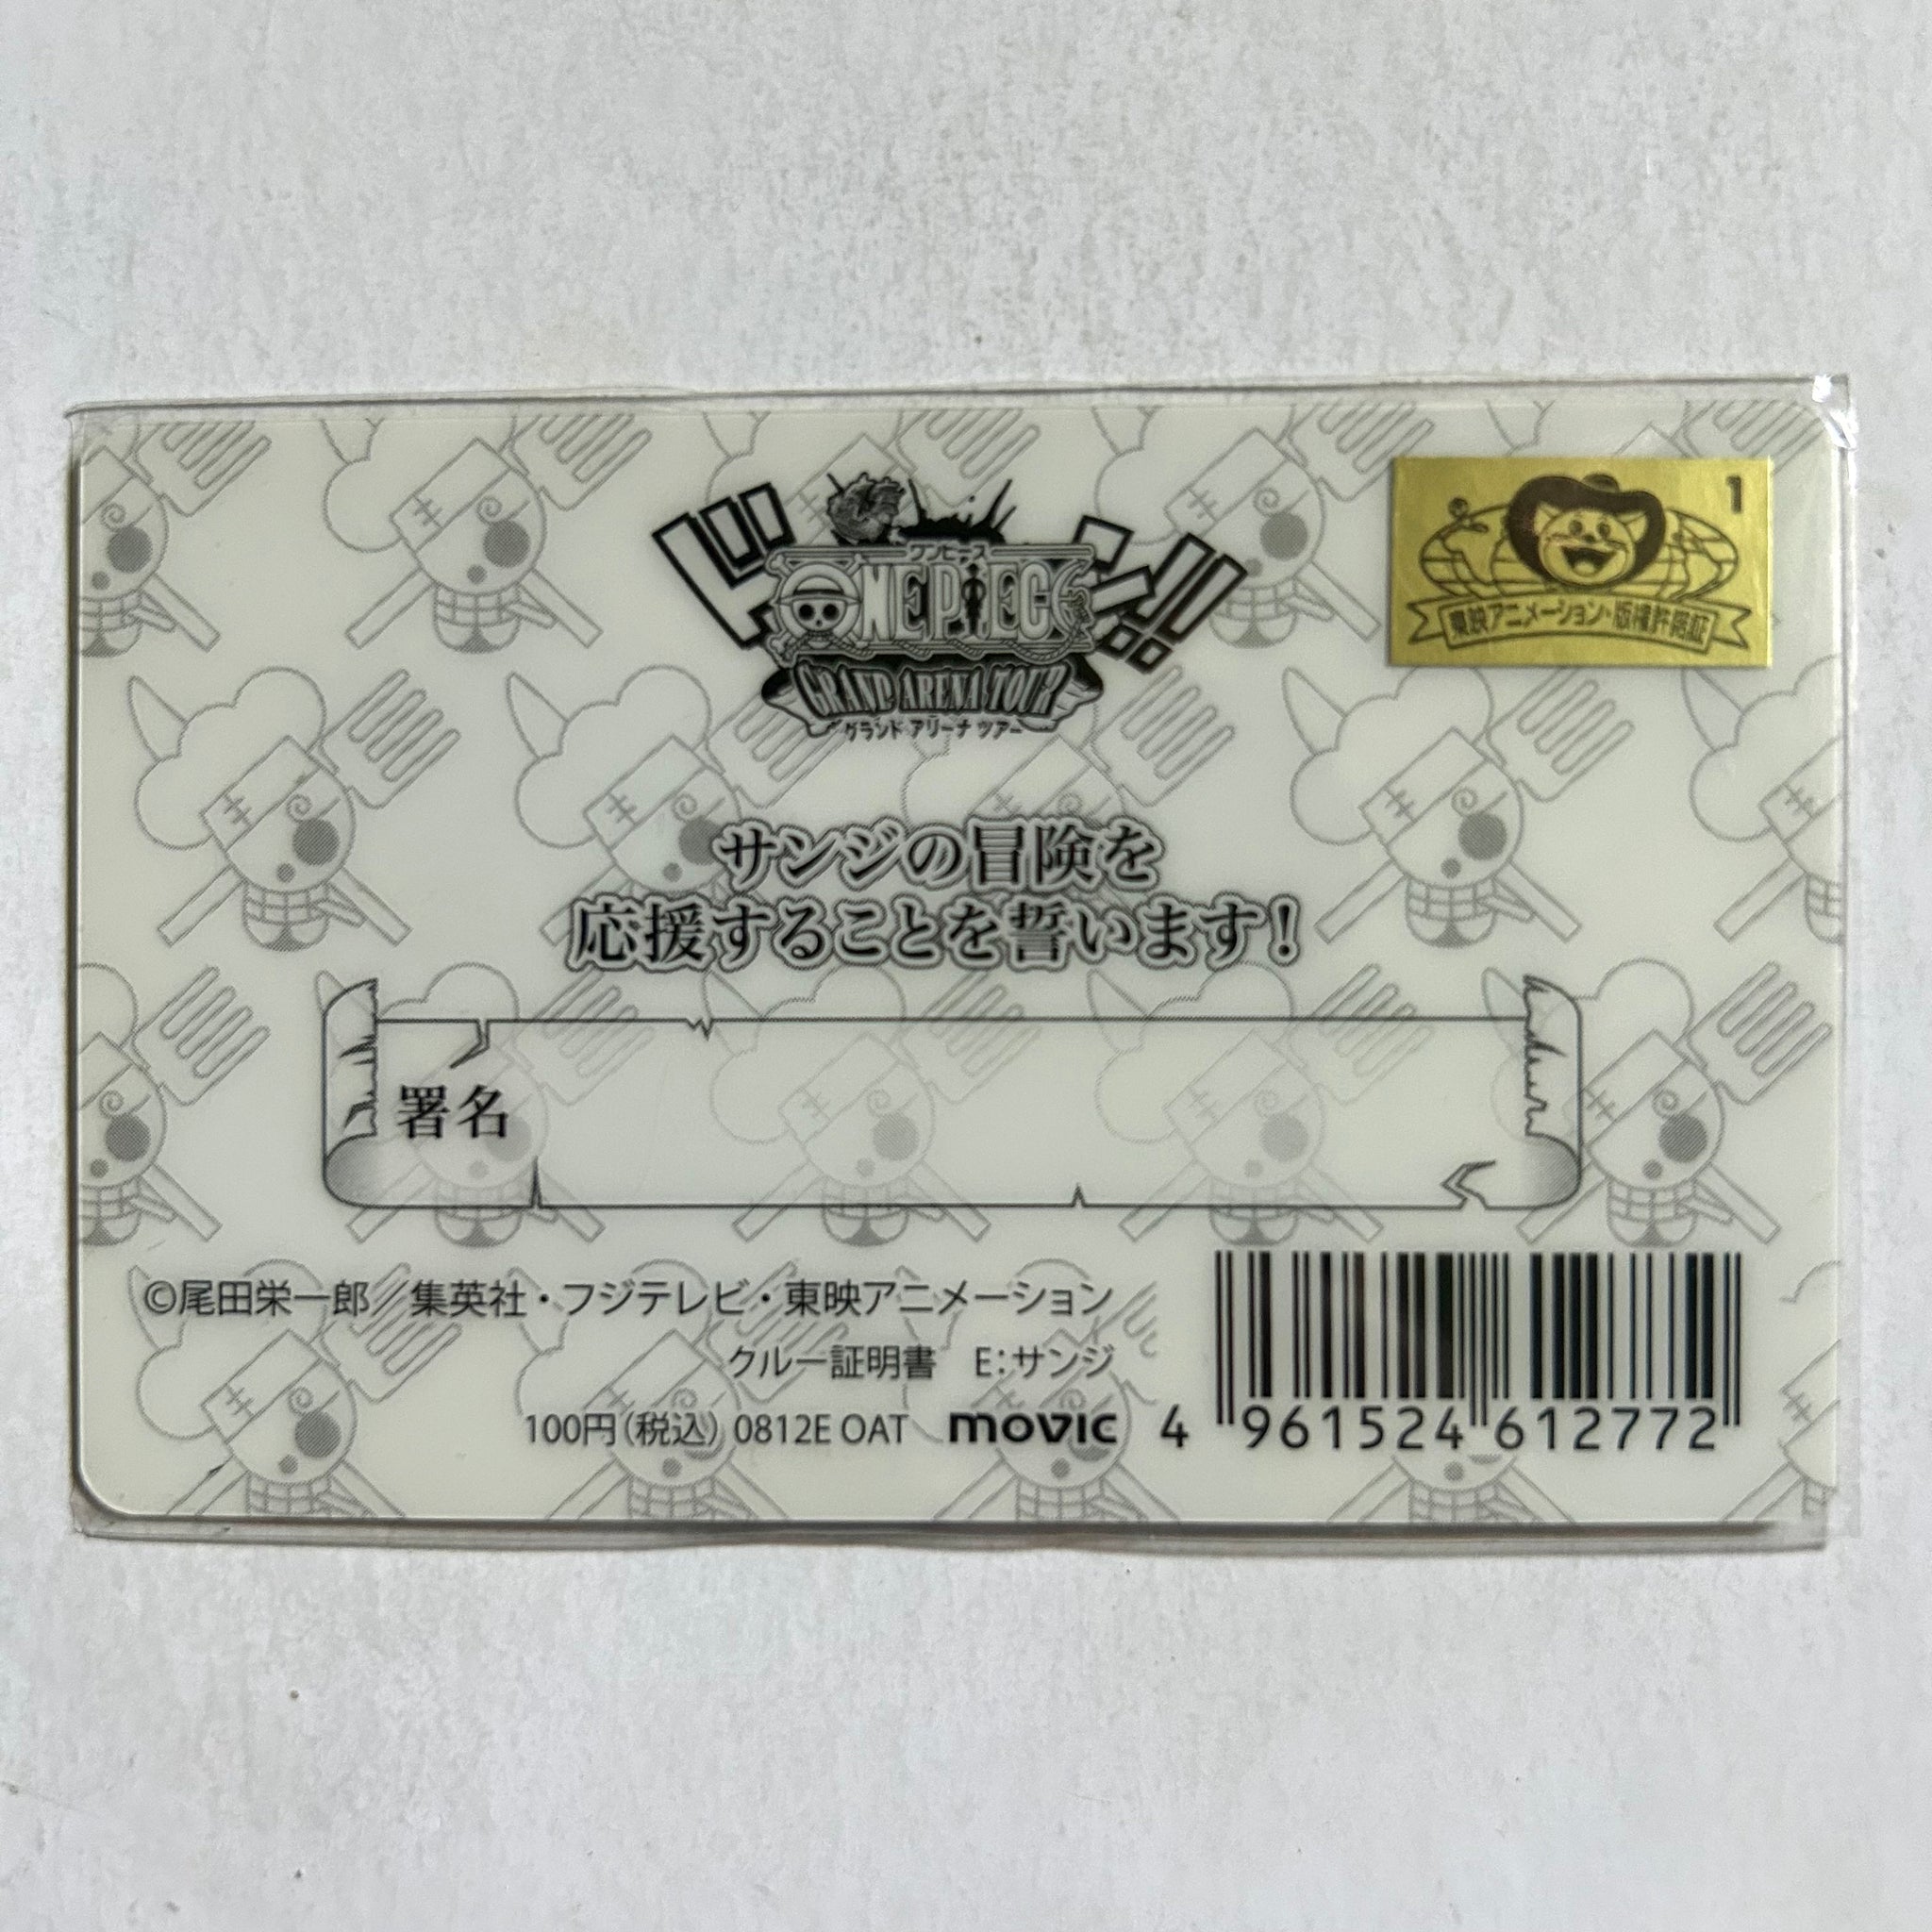 ドーン!!
ワンピース
ONE PIECE
GRAND ARENA TOUR
グランド アリーナ ツアー
1
東映アニメーション・版権許諾証
サンジの冒険を
応援することを誓います!
署名
©尾田栄一郎／集英社・フジテレビ・東映アニメーション
クルー証明書 E:サンジ
100円(税込) 0812E OAT movic
4 961524 612772